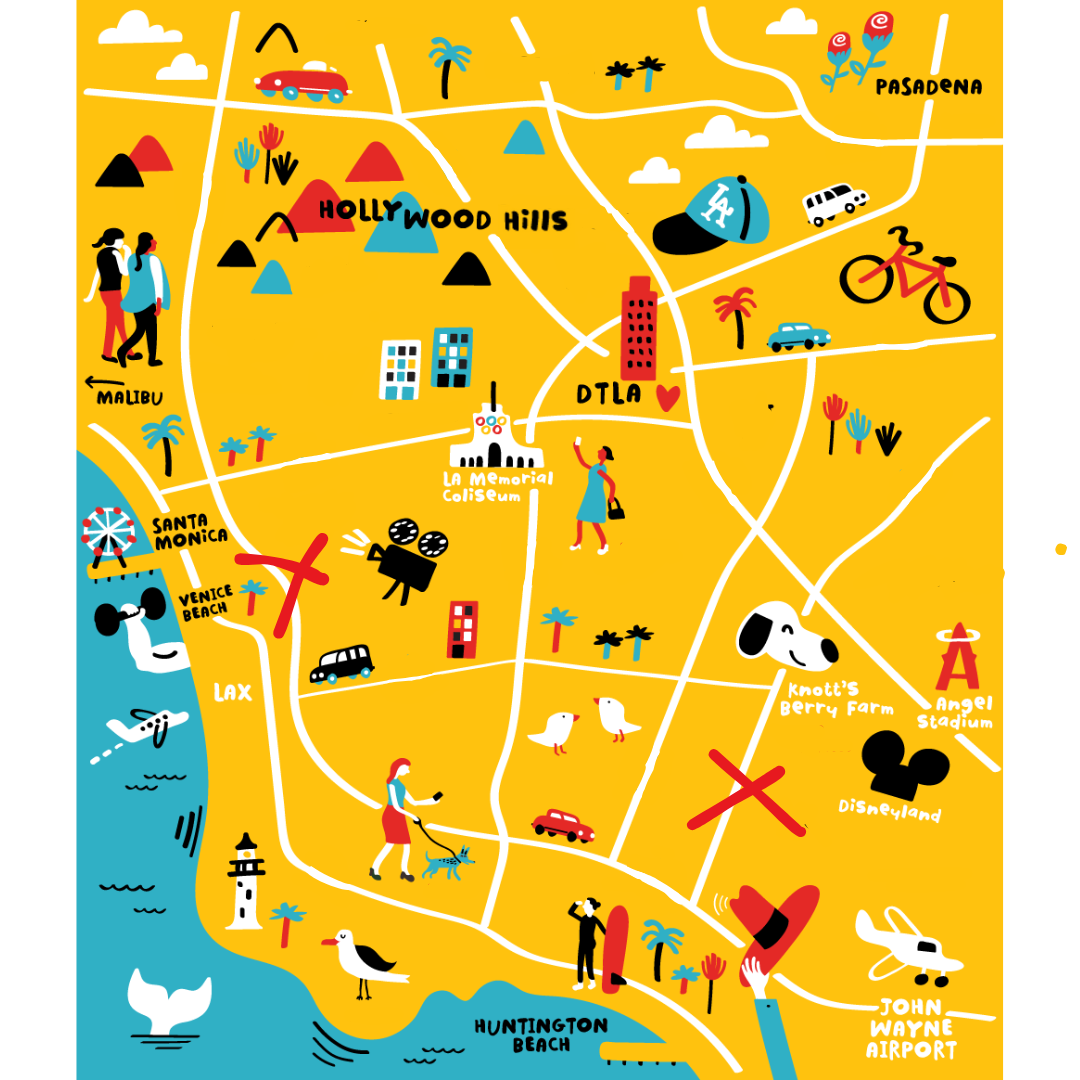 PASADENA
HOLLYWOOD Hills
LA
MALIBU
DTLA
LA Memorial
Coliseum
SANTA
MONICA
VENICE
BEACH
LAX
Knott's
Berry Farm
A
Angel
Stadium
Disneyland
HUNTINGTON
BEACH
JOHN
WAYNE
AIRPORT